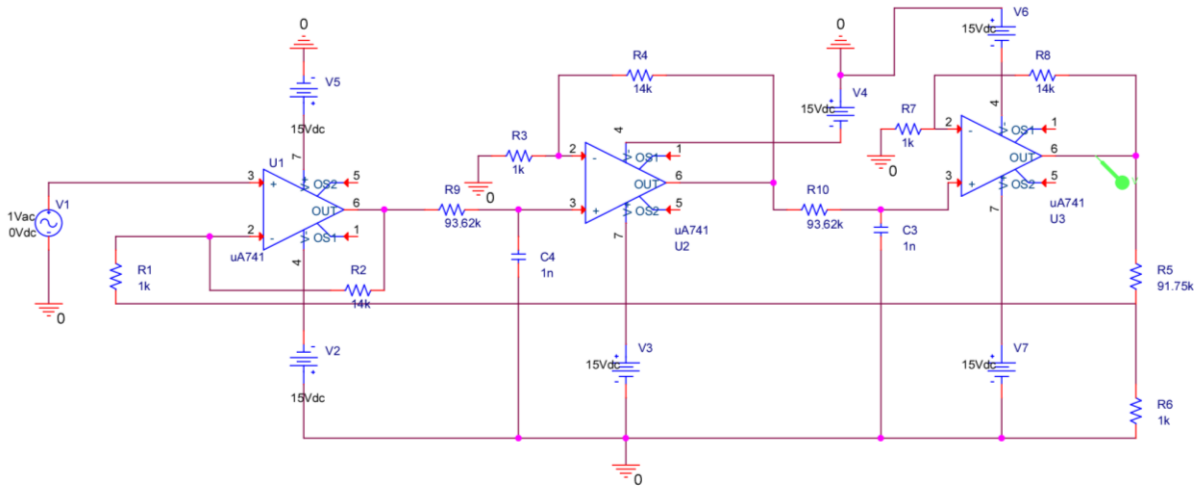 0
V5
15Vdc
7
U1
3
+
OS2
5
OUT
6
2
-
OS1
1
uA741
4
V1
1Vac
0Vdc
0
R1
1k
R2
14k
V2
15Vdc
R9
93.62k
C4
1n
R3
1k
0
R4
14k
4
2
-
OS1
1
OUT
6
3
+
OS2
5
uA741
U2
7
V3
15Vdc
0
0
V4
15Vdc
R10
93.62k
C3
1n
V6
15Vdc
R7
1k
0
R8
14k
4
2
-
OS1
1
OUT
6
3
+
OS2
5
uA741
U3
7
V7
15Vdc
R5
91.75k
R6
1k